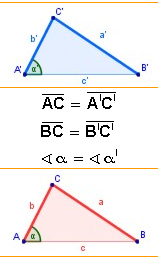 C'
b'
a'
A'
α'
B'
c'
AC = A'C'
BC = B'C'
∢ α = ∢ α'
C
b
a
A
α
B
c